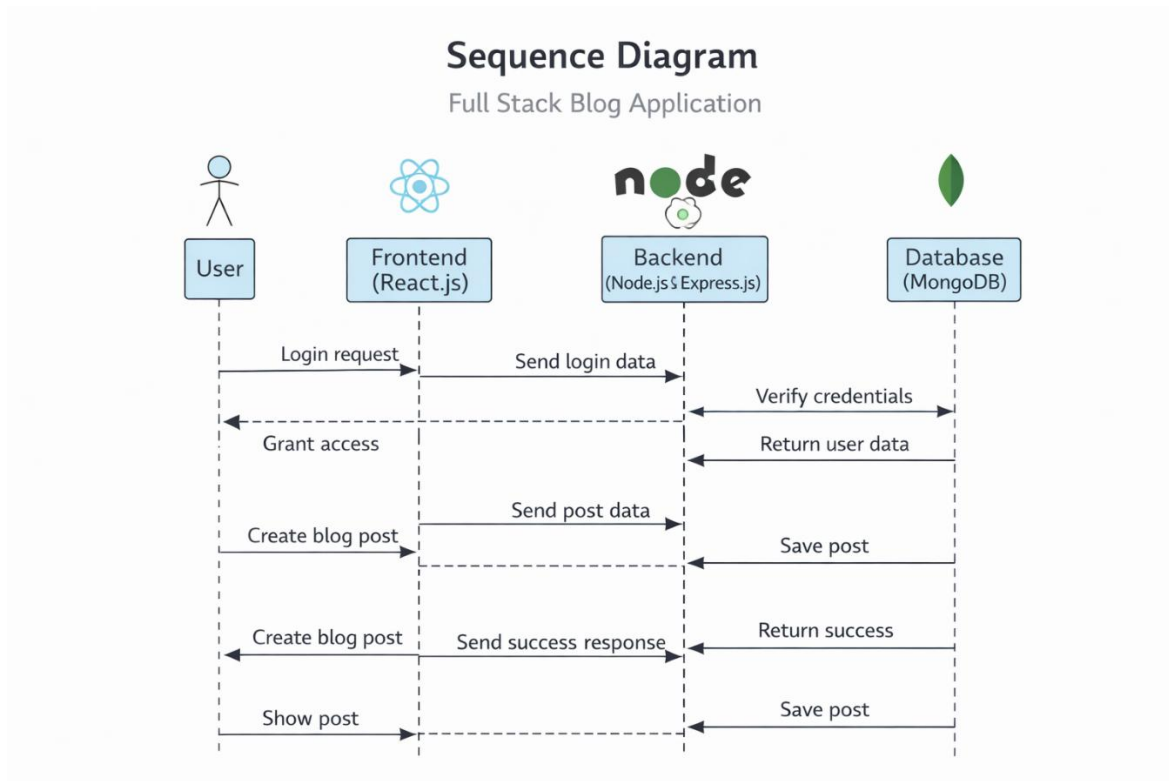 Sequence Diagram
Full Stack Blog Application
node
User
Frontend
(React.js)
Backend
(Node.js & Express.js)
Database
(MongoDB)
Login request
Send login data
Verify credentials
Grant access
Return user data
Send post data
Create blog post
Save post
Create blog post
Send success response
Return success
Show post
Save post